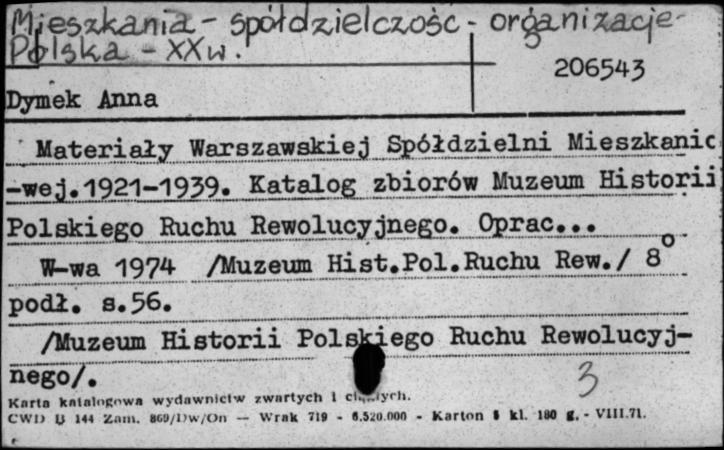 Mieszkania - spółdzielczość - organizacje -
Polska - XXw.
206543
Dymek Anna
Materiały Warszawskiej Spółdzielni Mieszkanio
-wej.1921-1939. Katalog zbiorów Muzeum Historii
Polskiego Ruchu Rewolucyjnego. Oprac...
W-wa 1974 /Muzeum Hist.Pol.Ruchu Rew./ 8°
podł. s.56.
/Muzeum Historii Polskiego Ruchu Rewolucyj-
nego/.
3
Karta katalogowa wydawnictw zwartych i
CWD B 144 Zam. 869/Dw/On — Wrak 719 - 6.520.000 - Karton kl. 180 g. - VIII.71.